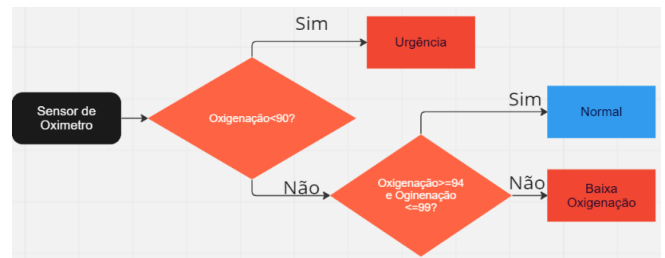 Sim
Urgência
Sensor de
Oximetro
Oxigenação<90?
Sim
Normal
Não
Oxigenação>=94
e Oginenação
<=99?
Não
Baixa
Oxigenação